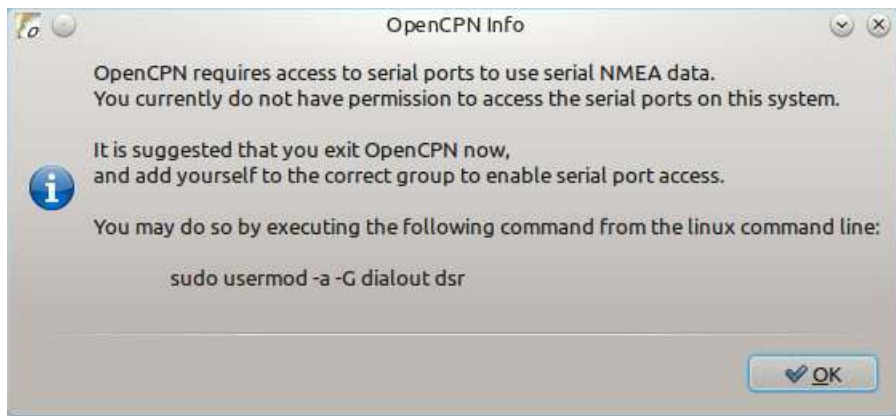 OpenCPN Info
OpenCPN requires access to serial ports to use serial NMEA data.
You currently do not have permission to access the serial ports on this system.
It is suggested that you exit OpenCPN now,
and add yourself to the correct group to enable serial port access.
You may do so by executing the following command from the linux command line:
sudo usermod -a -G dialout dsr
OK